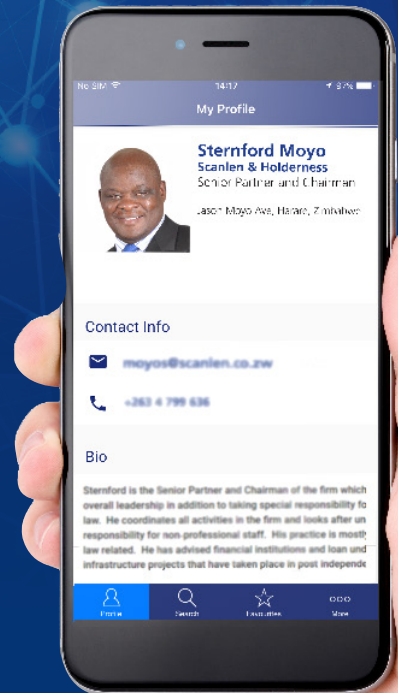 No SIM 14:17 97%
My Profile
Sternford Moyo
Scanlen & Holderness
Senior Partner and Chairman
Jason Moyo Ave, Harare, Zimbabwe
Contact Info
moyos@scanlen.co.zw
+263 4 799 636
Bio
Sternford is the Senior Partner and Chairman of the firm which
overall leadership in addition to taking special responsibility fo
law. He coordinates all activities in the firm and looks after un
responsibility for non-professional staff. His practice is mostly
law related. He has advised financial institutions and loan und
infrastructure projects that have taken place in post independe
Profile Search Favourites More